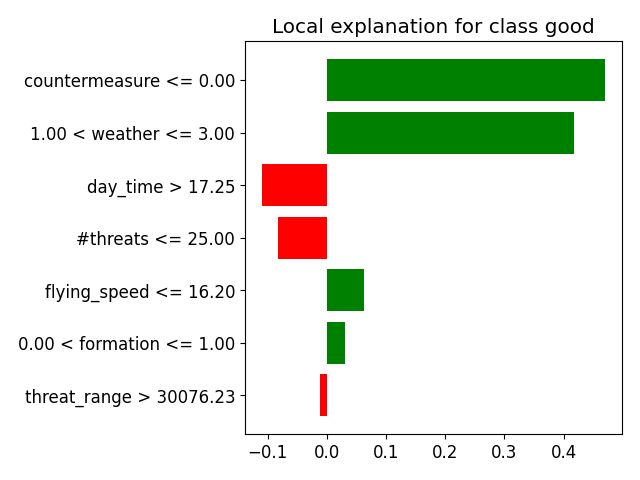 Local explanation for class good
countermeasure <= 0.00
1.00 < weather <= 3.00
day_time > 17.25
#threats <= 25.00
flying_speed <= 16.20
0.00 < formation <= 1.00
threat_range > 30076.23
−0.1 0.0 0.1 0.2 0.3 0.4